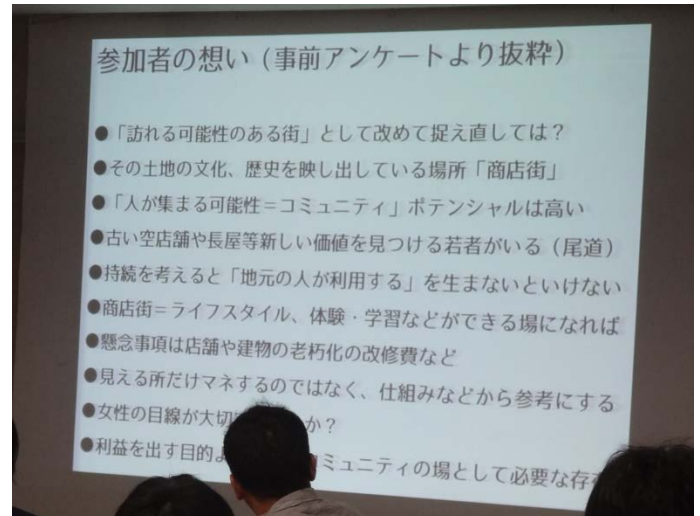 参加者の想い（事前アンケートより抜粋）
●「訪れる可能性のある街」として改めて捉え直しては？
●その土地の文化、歴史を映し出している場所「商店街」
●「人が集まる可能性＝コミュニティ」ポテンシャルは高い
●古い空店舗や長屋等新しい価値を見つける若者がいる（尾道）
●持続を考えると「地元の人が利用する」を生まないといけない
●商店街＝ライフスタイル、体験・学習などができる場になれば
●懸念事項は店舗や建物の老朽化の改修費など
●見える所だけマネするのではなく、仕組みなどから参考にする
●女性の目線が大切 か？
●利益を出す目的 ミュニティの場として必要な存